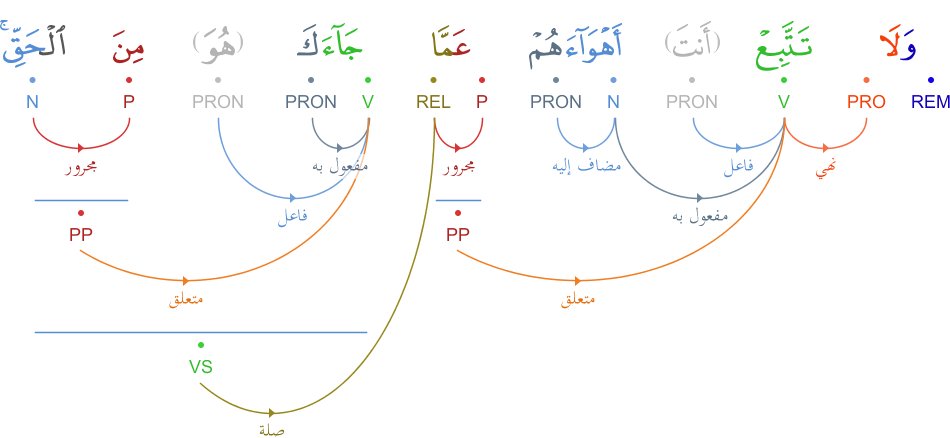 وَلَا تَتَّبِعْ (أَنتَ) أَهْوَآءَهُمْ عَمَّا جَآءَكَ (هُوَ) مِنَ ٱلْحَقِّ ۚ
REM PRO V PRON N PRON P REL V PRON PRON P N
نهي فاعل مضاف إليه مجرور مفعول به مجرور
مفعول به فاعل
PP PP
متعلق متعلق
VS
صلة